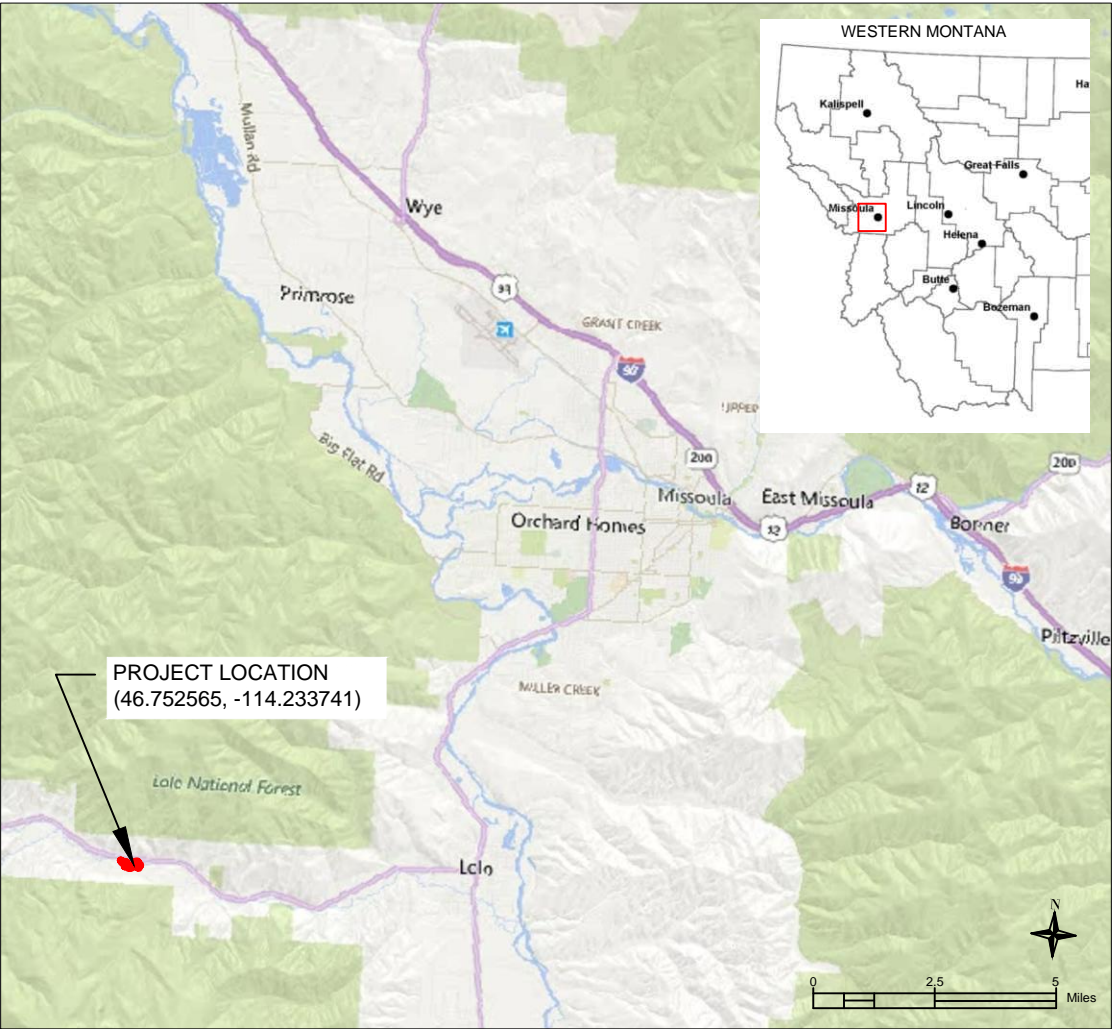 WESTERN MONTANA
Ha
Kalispell
Great Falls
Missoula
Lincoln
Helena
Butte
Bozeman
Mullan Rd
Wye
93
Primrose
GRANT CREEK
90
UPPER
Big Flat Rd
200
200
12
Missoula
East Missoula
12
Bonner
Orchard Homes
90
Piltzville
PROJECT LOCATION
(46.752565, -114.233741)
MILLER CREEK
Lolo National Forest
Lolo
N
0 2.5 5
Miles